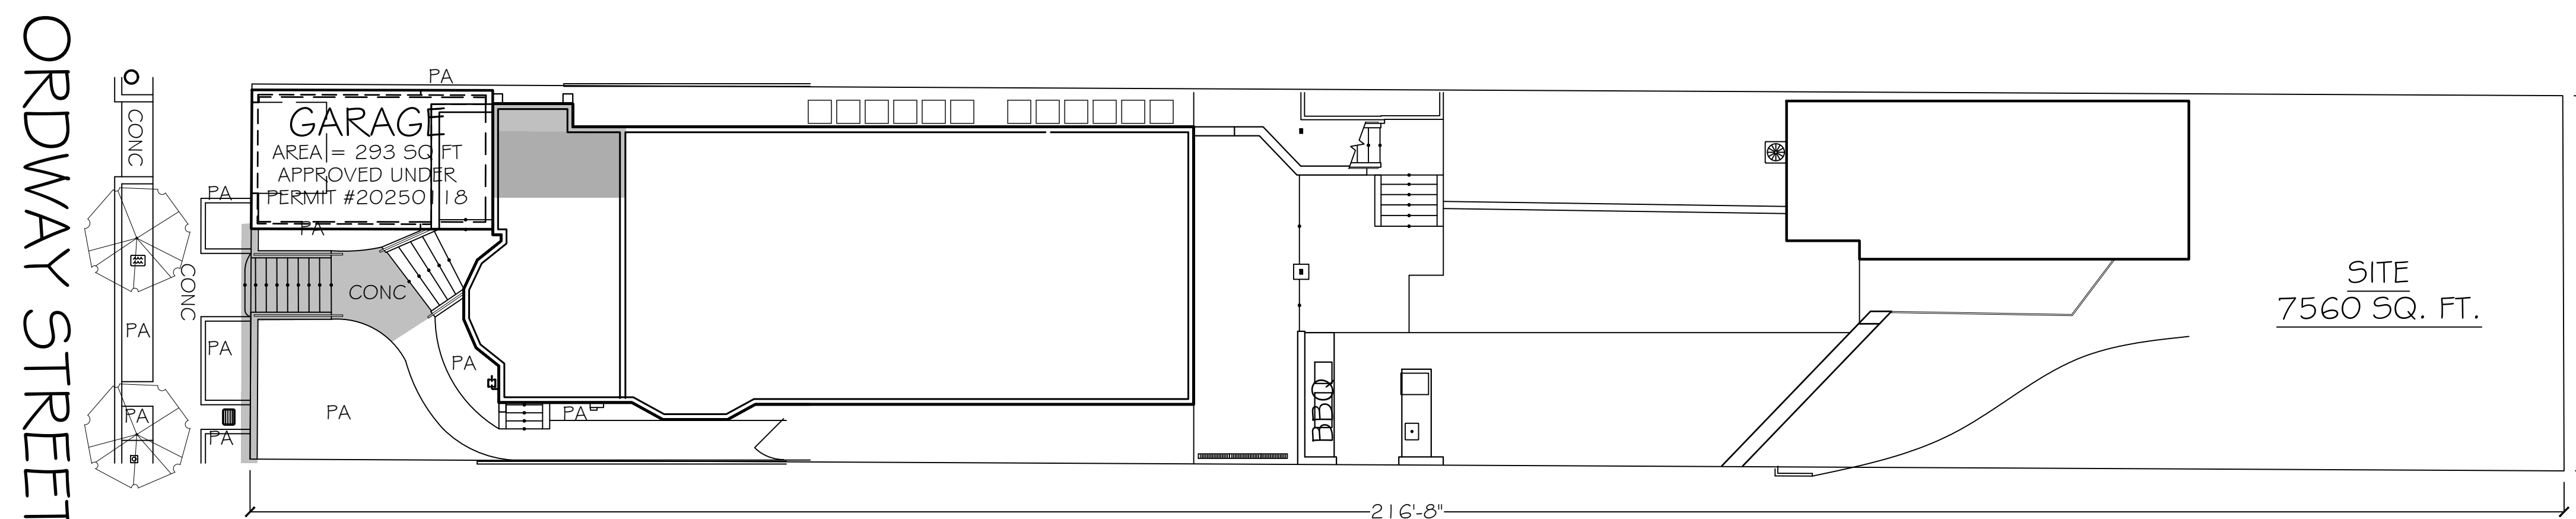 ORDWAY STREET
PA
CONC
GARAGE
AREA = 293 SQ FT
APPROVED UNDER
PERMIT #20250118
PA
PA
CONC
CONC
PA
PA
PA
PA
PA
PA
PA
BBQ
SITE
7560 SQ. FT.
216'-8"